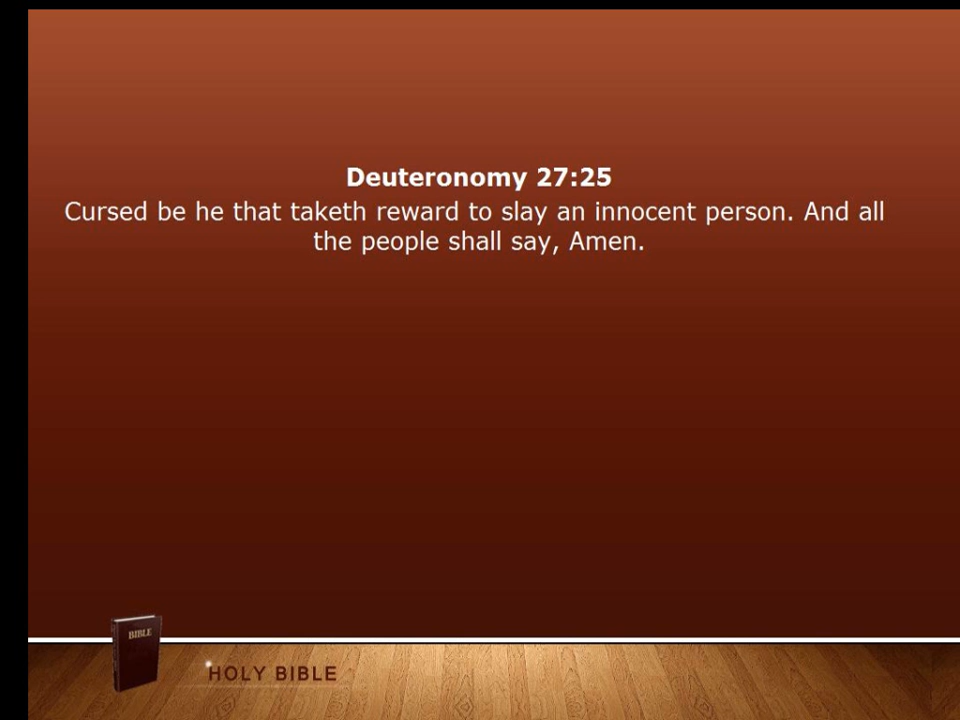 Deuteronomy 27:25
Cursed be he that taketh reward to slay an innocent person. And all
the people shall say, Amen.
BIBLE
HOLY BIBLE